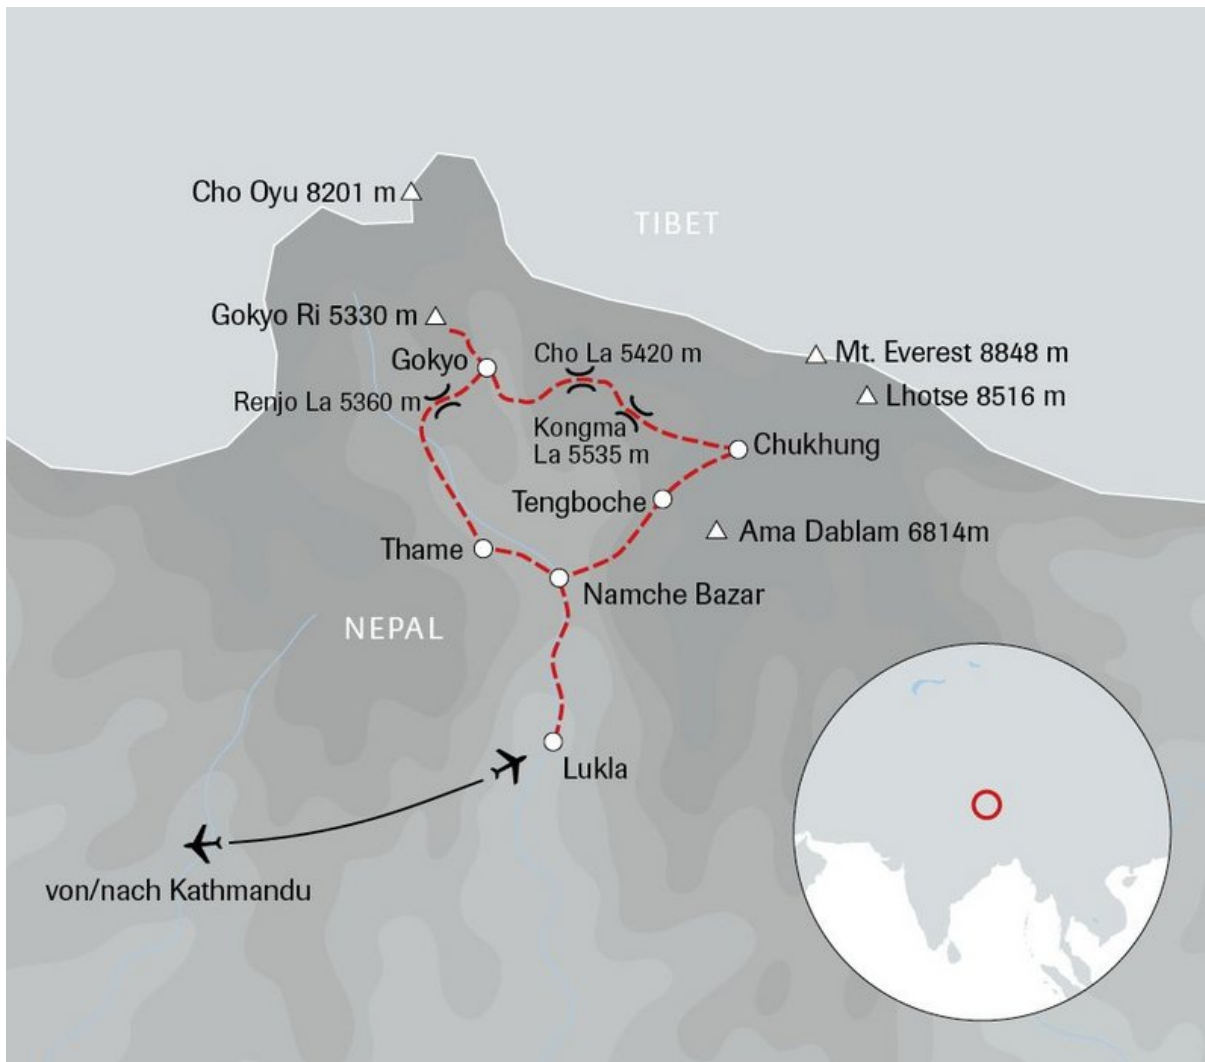 Cho Oyu 8201 m
TIBET
Gokyo Ri 5330 m
Gokyo
Cho La 5420 m
Mt. Everest 8848 m
Renjo La 5360 m
Lhotse 8516 m
Kongma
La 5535 m
Chukhung
Tengboche
Ama Dablam 6814m
Thame
Namche Bazar
NEPAL
Lukla
von/nach Kathmandu